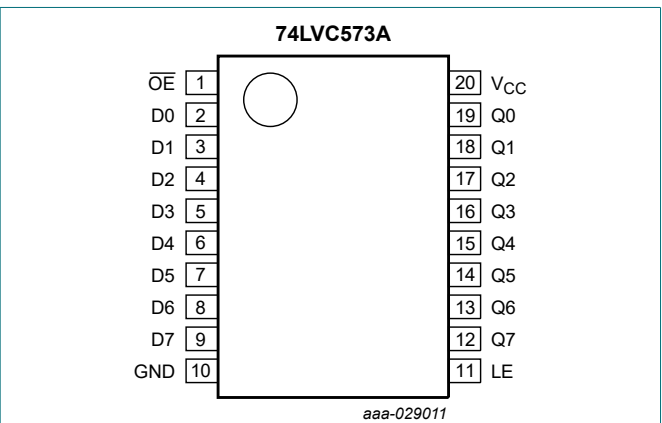 74LVC573A
OE 1 20 VCC
D0 2 19 Q0
D1 3 18 Q1
D2 4 17 Q2
D3 5 16 Q3
D4 6 15 Q4
D5 7 14 Q5
D6 8 13 Q6
D7 9 12 Q7
GND 10 11 LE
aaa-029011